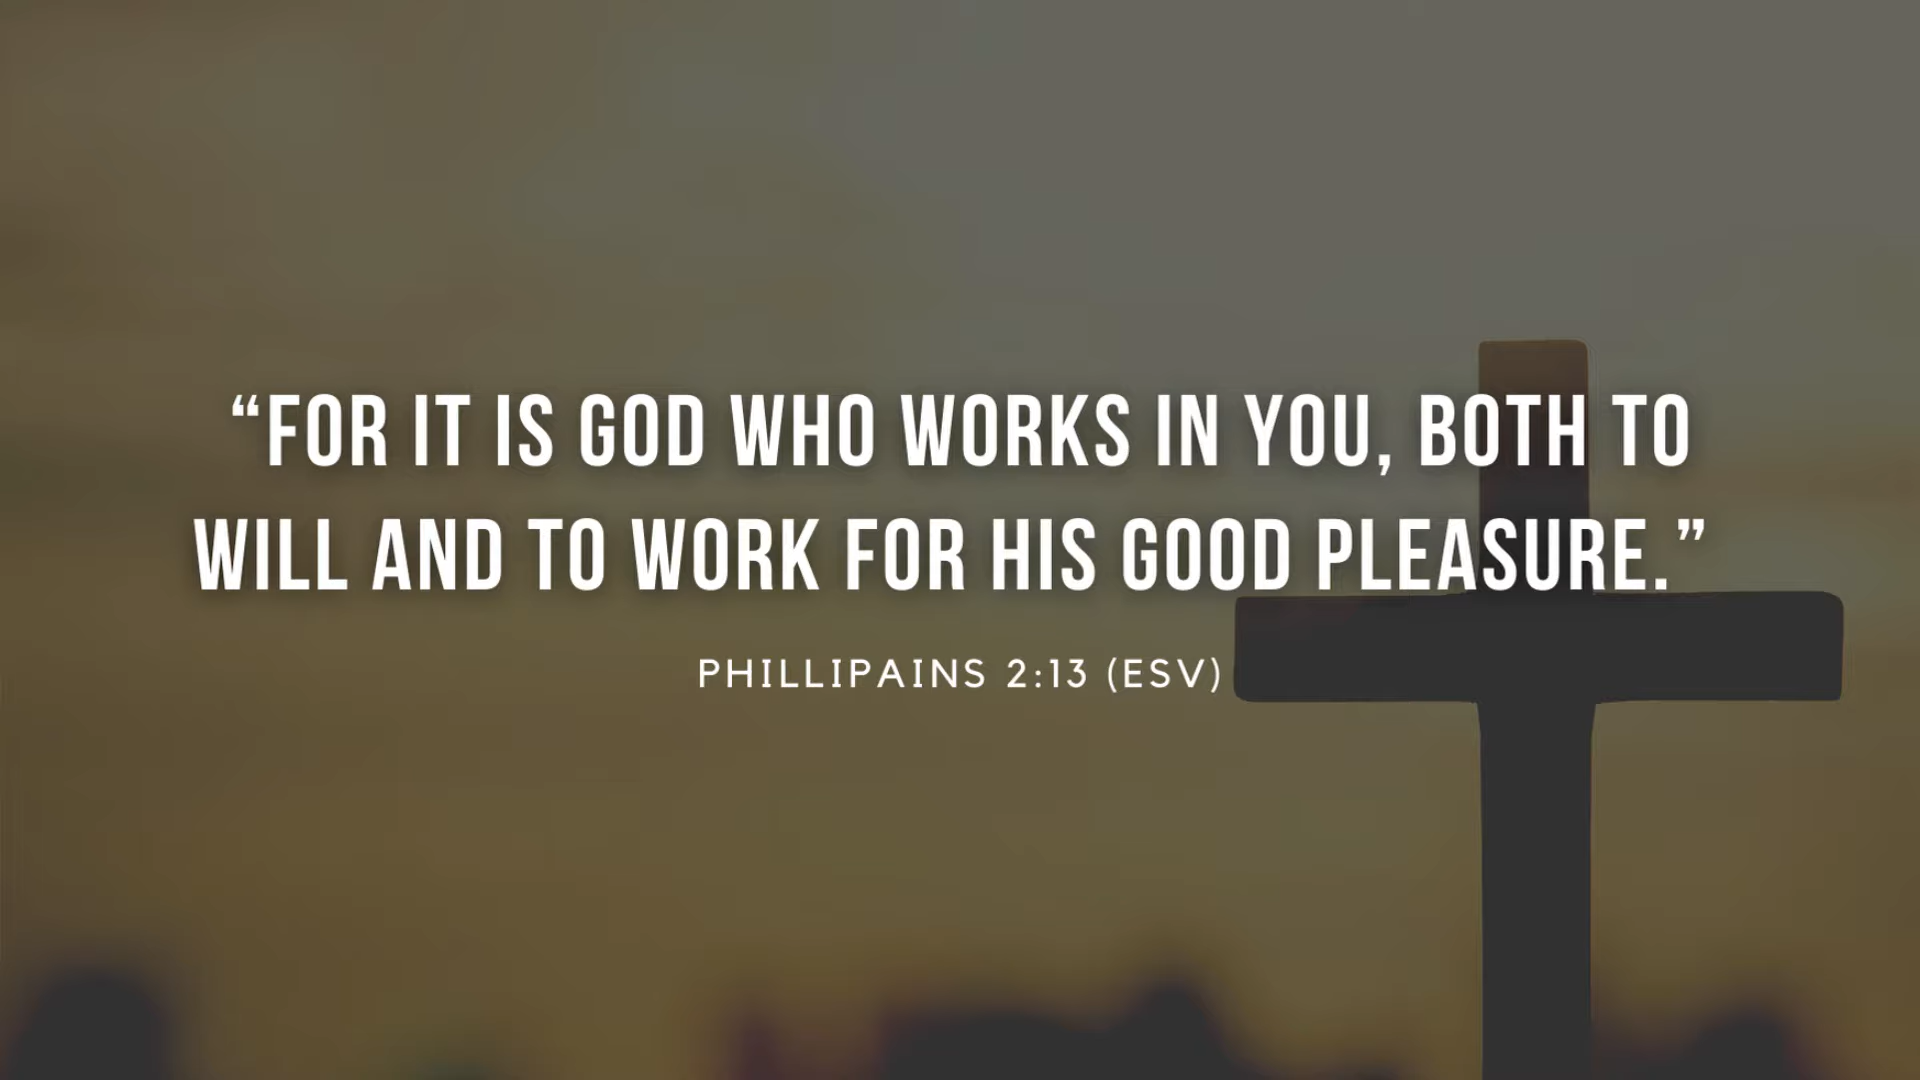 “FOR IT IS GOD WHO WORKS IN YOU, BOTH TO
WILL AND TO WORK FOR HIS GOOD PLEASURE.”
PHILLIPAINS 2:13 (ESV)